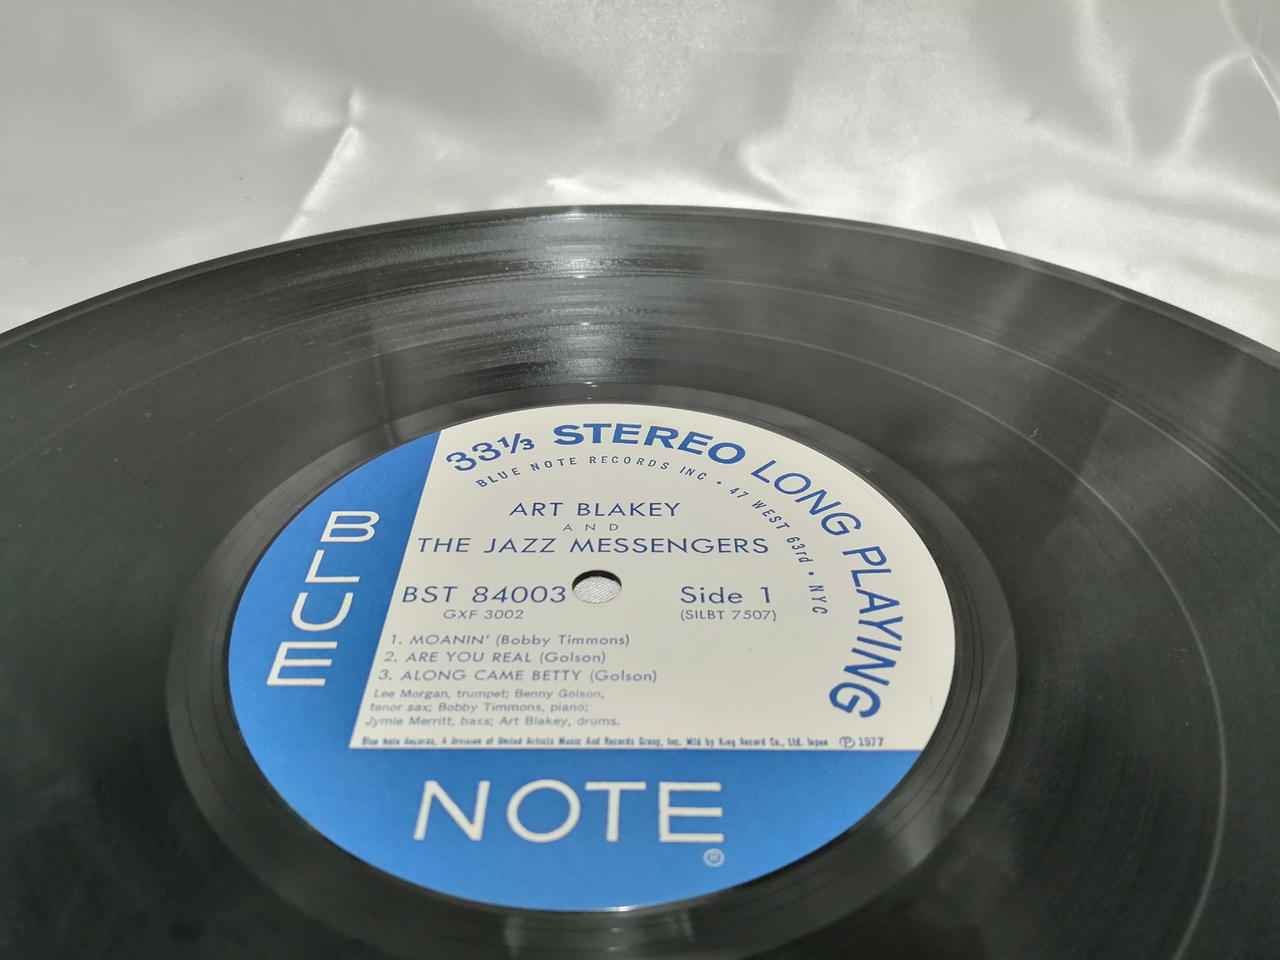 33⅓ STEREO LONG PLAYING
BLUE NOTE RECORDS INC • 47 WEST 63rd • NYC
ART BLAKEY
AND
THE JAZZ MESSENGERS
BST 84003
GXF 3002
Side 1
(SILBT 7507)
1. MOANIN' (Bobby Timmons)
2. ARE YOU REAL (Golson)
3. ALONG CAME BETTY (Golson)
Lee Morgan, trumpet; Benny Golson,
tenor sax; Bobby Timmons, piano;
Jymie Merritt, bass; Art Blakey, drums.
Blue Note Records, A Division of United Artists Music And Records Group, Inc. Mfd by King Record Co., Ltd. Japan ℗ 1977
BLUE
NOTE
®